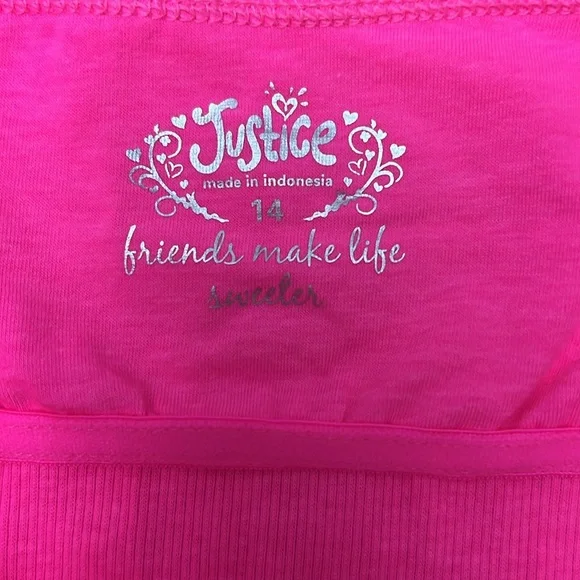 Justice
made in indonesia
14
friends make life
sweeter